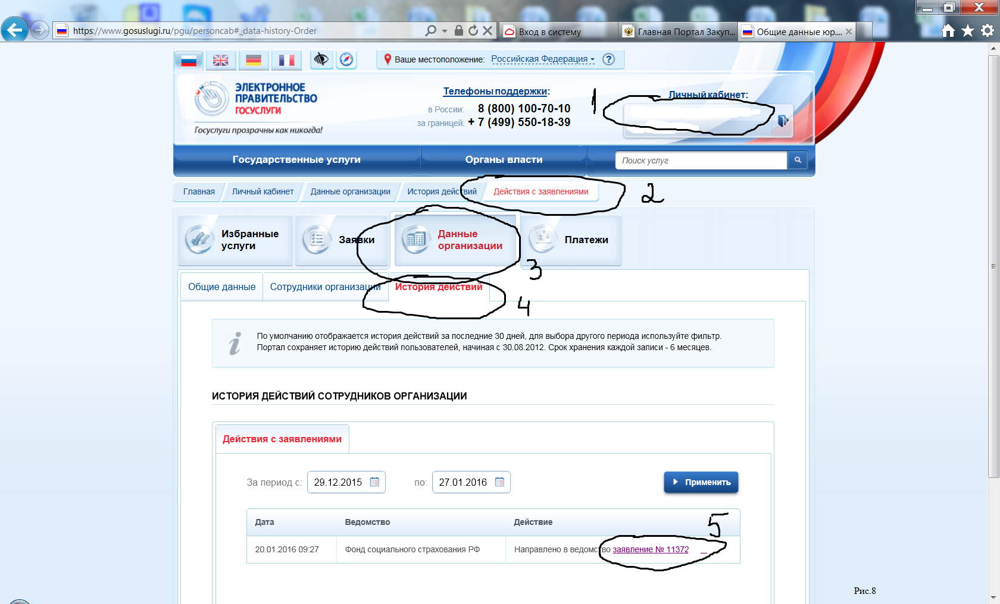 https://www.gosuslugi.ru/pgu/personcab#_data-history-Order
Вход в систему
Главная Портал Закуп...
Общие данные юр....
Ваше местоположение: Российская Федерация
?
ЭЛЕКТРОННОЕ
ПРАВИТЕЛЬСТВО
ГОСУСЛУГИ
Госуслуги прозрачны как никогда!
Телефоны поддержки:
в России: 8 (800) 100-70-10
за границей: + 7 (499) 550-18-39
1
Личный кабинет:
Государственные услуги
Органы власти
Поиск услуг
Главная
Личный кабинет
Данные организации
История действий
Действия с заявлениями
2
Избранные
услуги
Заявки
Данные
организации
Платежи
3
Общие данные
Сотрудники организации
История действий
4
По умолчанию отображается история действий за последние 30 дней, для выбора другого периода используйте фильтр.
Портал сохраняет историю действий пользователей, начиная с 30.08.2012. Срок хранения каждой записи - 6 месяцев.
ИСТОРИЯ ДЕЙСТВИЙ СОТРУДНИКОВ ОРГАНИЗАЦИИ
Действия с заявлениями
За период с: 29.12.2015 по: 27.01.2016 Применить
5
Дата Ведомство Действие
20.01.2016 09:27 Фонд социального страхования РФ Направлено в ведомство заявление № 11372
Рис.8